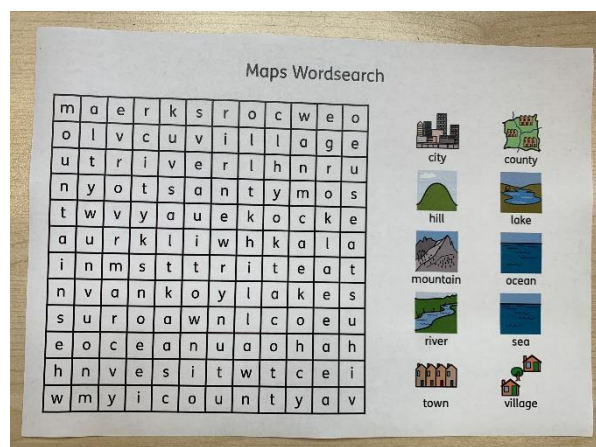 Maps Wordsearch
m a e r k s r o c w e o
o l v c u v i l l a g e
u t r i v e r l h n r u
n y o t s a n t y m o s
t w v y a u e k o c k e
a u r k l i w h k a l a
i n m s t t r i t e a t
n v a n k o y l a k e s
s u r o a w n l c o e u
e o c e a n u a o h a h
h n v e s i t w t c e i
w m y i c o u n t y a v
city county
hill lake
mountain ocean
river sea
town village